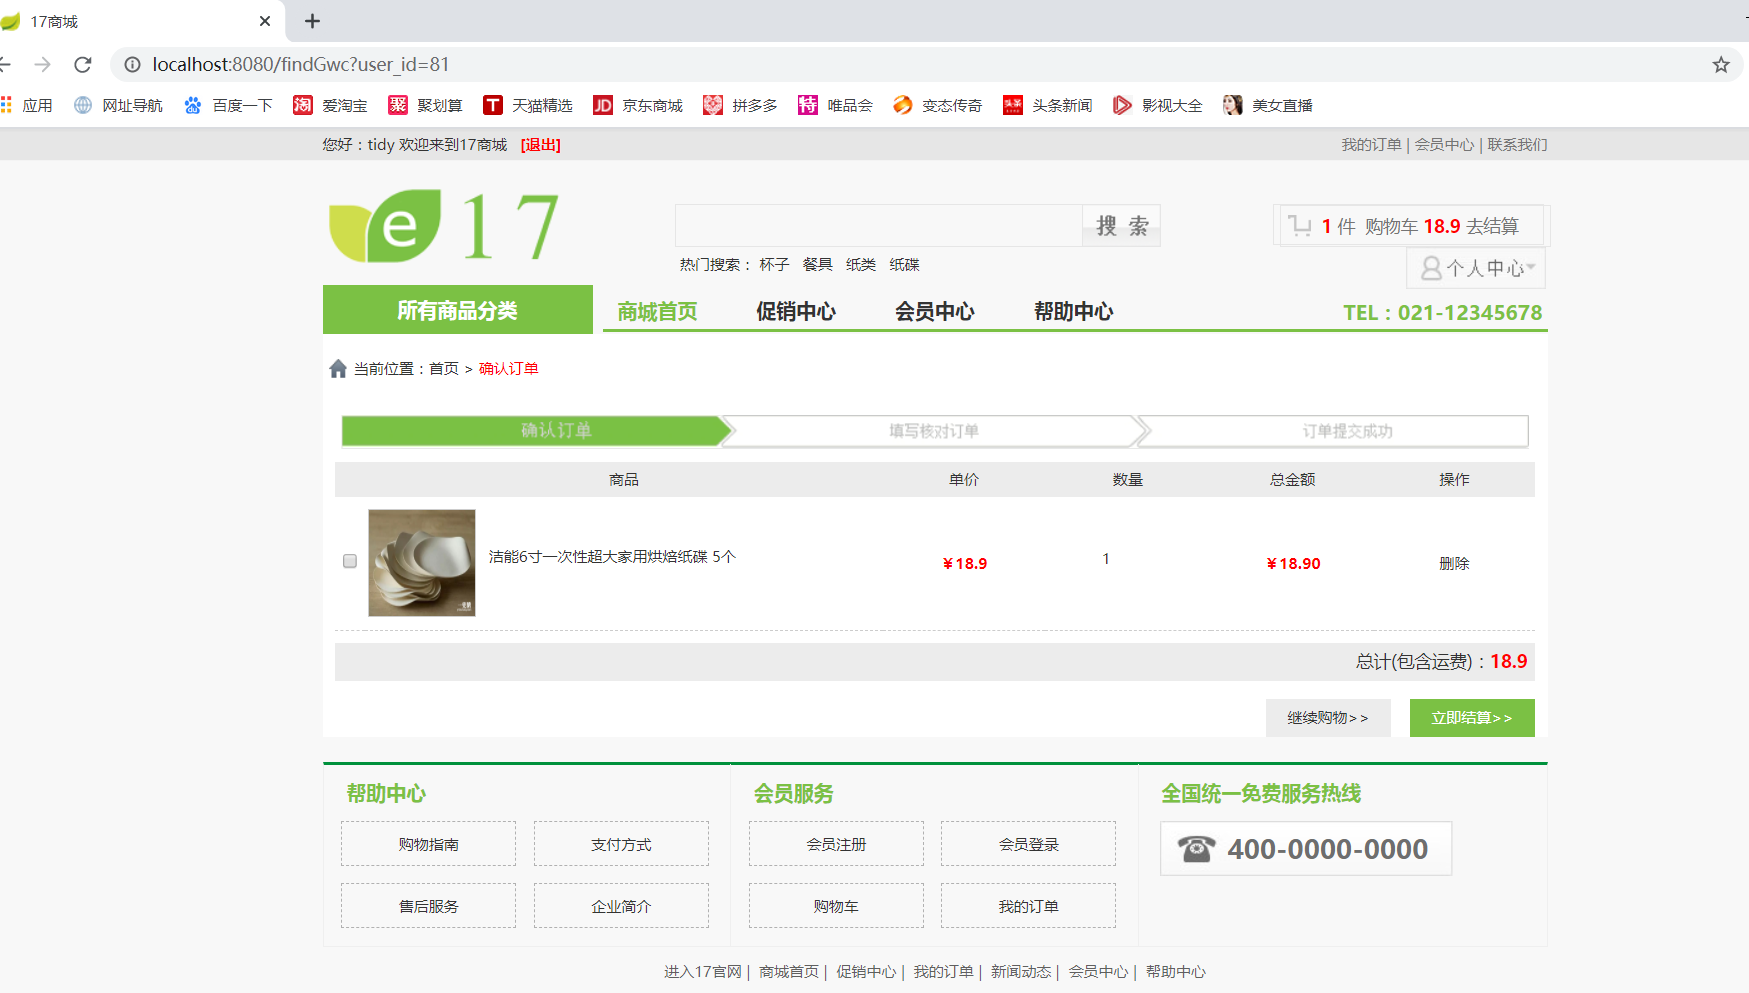 17商城
localhost:8080/findGwc?user_id=81
应用 网址导航 百度一下 爱淘宝 聚划算 天猫精选 京东商城 拼多多 唯品会 变态传奇 头条新闻 影视大全 美女直播
您好：tidy 欢迎来到17商城 [退出] 我的订单 | 会员中心 | 联系我们
e 17
搜 索
1 件 购物车 18.9 去结算
热门搜索： 杯子 餐具 纸类 纸碟
个人中心
所有商品分类 商城首页 促销中心 会员中心 帮助中心 TEL：021-12345678
当前位置：首页 > 确认订单
确认订单 填写核对订单 订单提交成功
商品 单价 数量 总金额 操作
洁能6寸一次性超大家用烘焙纸碟 5个 ￥18.9 1 ￥18.90 删除
总计(包含运费)：18.9
继续购物>> 立即结算>>
帮助中心 会员服务 全国统一免费服务热线
购物指南 支付方式 会员注册 会员登录 400-0000-0000
售后服务 企业简介 购物车 我的订单
进入17官网 | 商城首页 | 促销中心 | 我的订单 | 新闻动态 | 会员中心 | 帮助中心